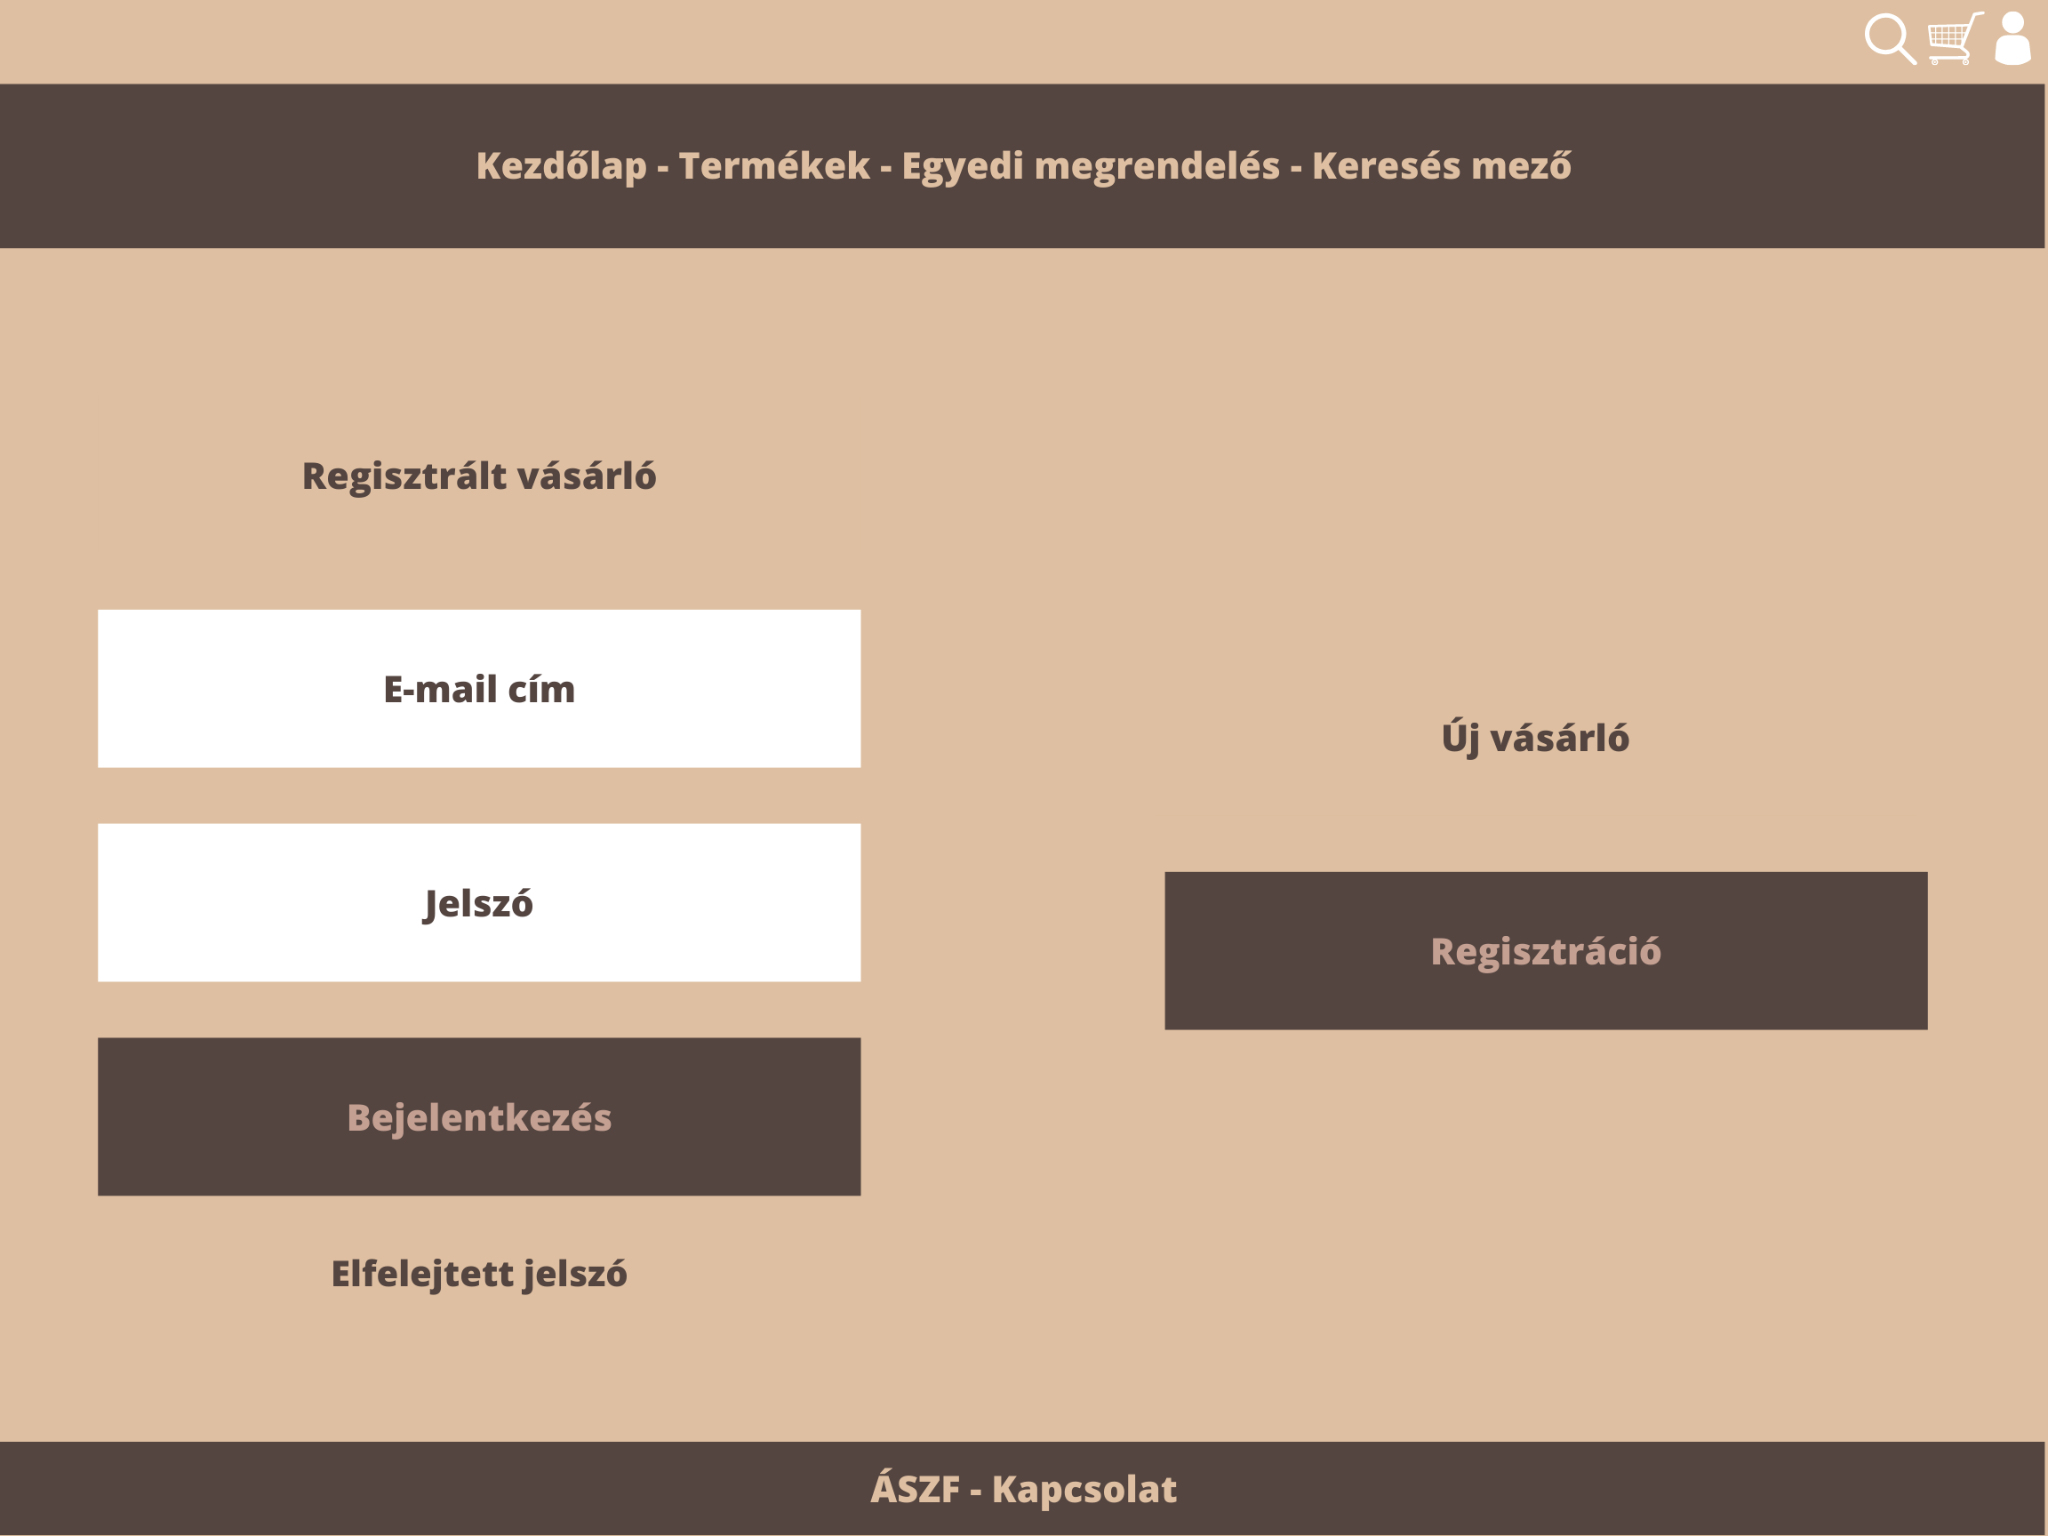 Kezdőlap - Termékek - Egyedi megrendelés - Keresés mező
Regisztrált vásárló
E-mail cím
Jelszó
Bejelentkezés
Elfelejtett jelszó
Új vásárló
Regisztráció
ÁSZF - Kapcsolat